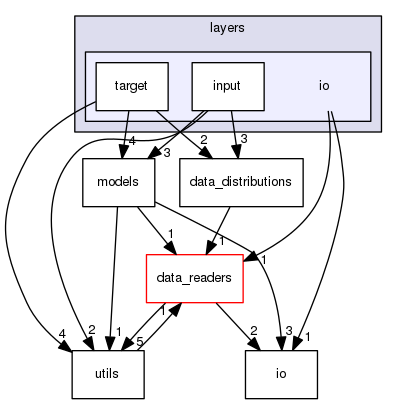 layers
target
input
io
4
2
3
3
models
data_distributions
1
1
1
data_readers
1
4
2
1
5
2
3
1
utils
io